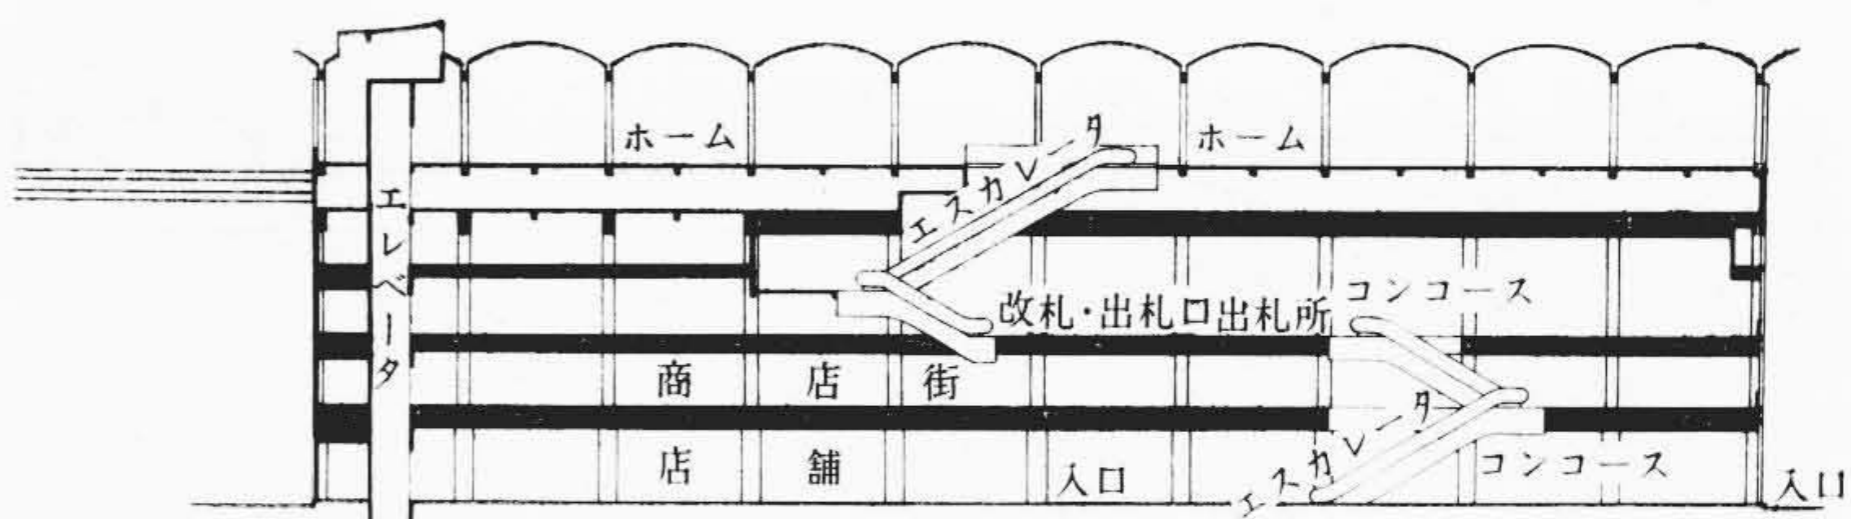 ホーム
ホーム
エスカレータ
エレベータ
コンコース
改札・出札口
出札所
商店街
エスカレータ
店舗
入口
コンコース
入口